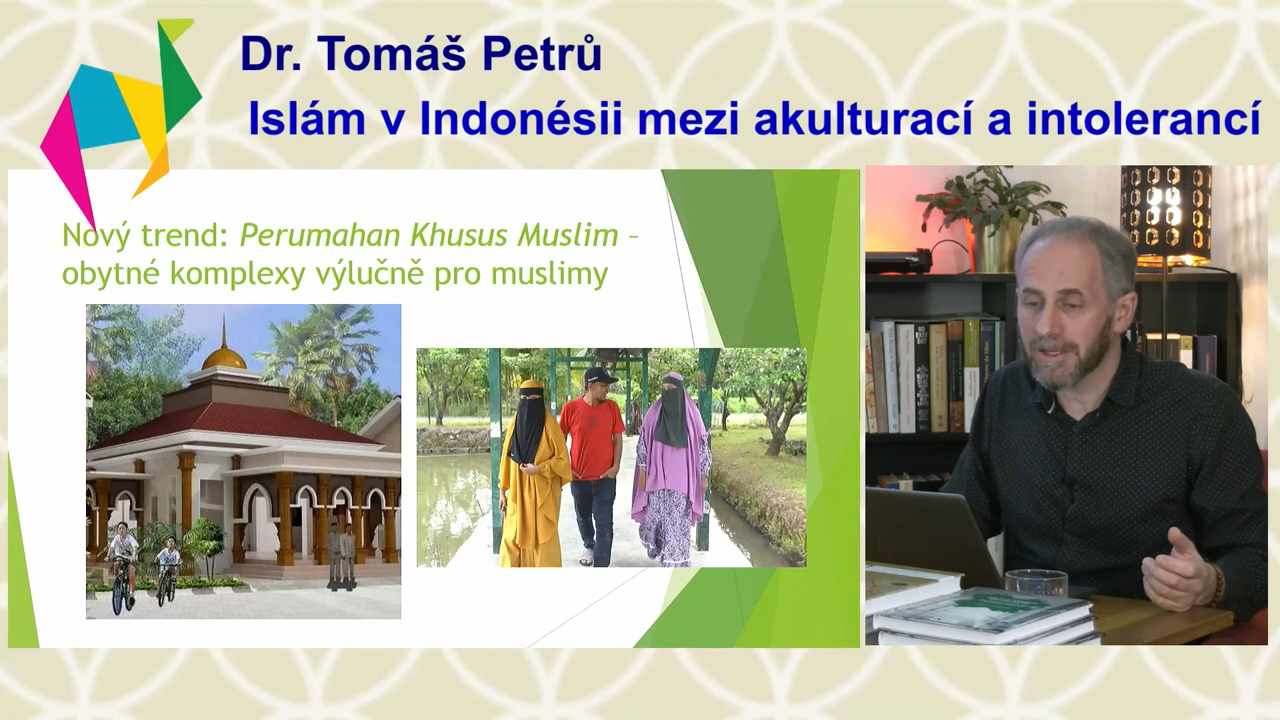 Dr. Tomáš Petrů
Islám v Indonésii mezi akulturací a intolerancí
Nový trend: Perumahan Khusus Muslim –
obytné komplexy výlučně pro muslimy